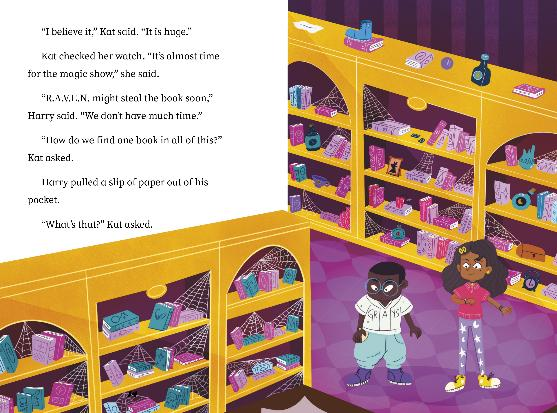 “I believe it,” Kat said. “It is huge.”
Kat checked her watch. “It’s almost time
for the magic show,” she said.
“R.A.V.E.N. might steal the book soon,”
Harry said. “We don’t have much time.”
“How do we find one book in all of this?”
Kat asked.
Harry pulled a slip of paper out of his
pocket.
“What’s that?” Kat asked.
GRAYS